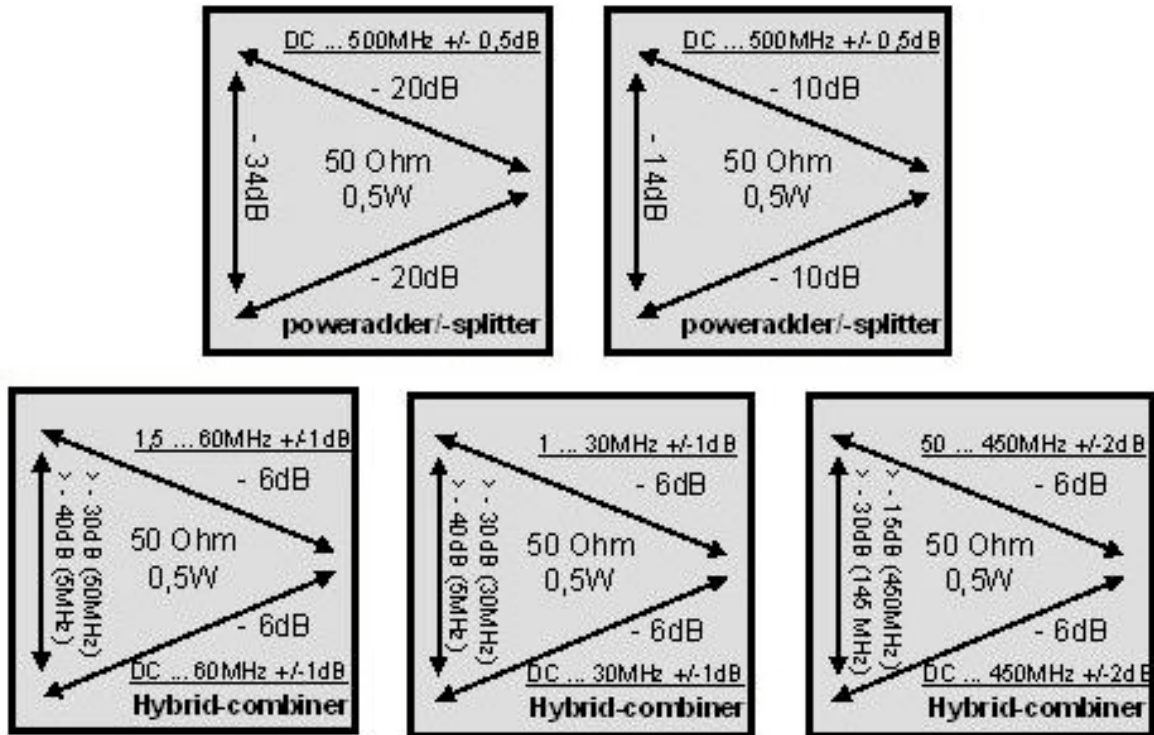 DC ... 500MHz +/- 0,5dB
- 20dB
- 34dB
50 Ohm
0,5W
- 20dB
poweradder/-splitter
DC ... 500MHz +/- 0,5dB
- 10dB
- 14dB
50 Ohm
0,5W
- 10dB
poweradder/-splitter
1,5 ... 60MHz +/-1dB
- 6dB
> - 30dB (50MHz)
> - 40dB (5MHz)
50 Ohm
0,5W
- 6dB
DC ... 60MHz +/-1dB
Hybrid-combiner
1 ... 30MHz +/-1dB
- 6dB
> - 30dB (30MHz)
> - 40dB (5MHz)
50 Ohm
0,5W
- 6dB
DC ... 30MHz +/-1dB
Hybrid-combiner
50 ... 450MHz +/-2dB
- 6dB
> - 15dB (450MHz)
> - 30dB (145 MHz)
50 Ohm
0,5W
- 6dB
DC ... 450MHz +/-2dB
Hybrid-combiner